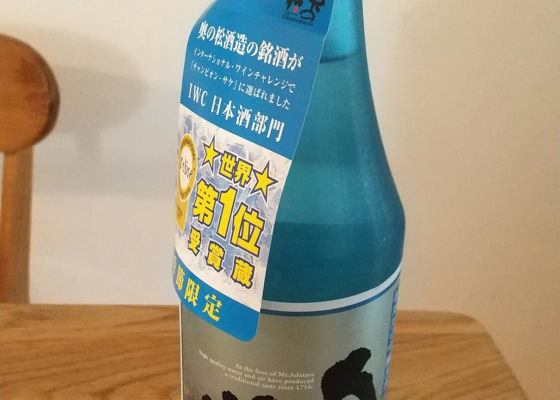 奥の松酒造の銘酒が
インターナショナル・ワインチャレンジで
「チャンピオン・サケ」に選ばれました
IWC 日本酒部門
★世界★
第1位
受賞蔵
節限定
At the foot of Mt.Adatara
high quality water and air have produced
a traditional taste since 1716.